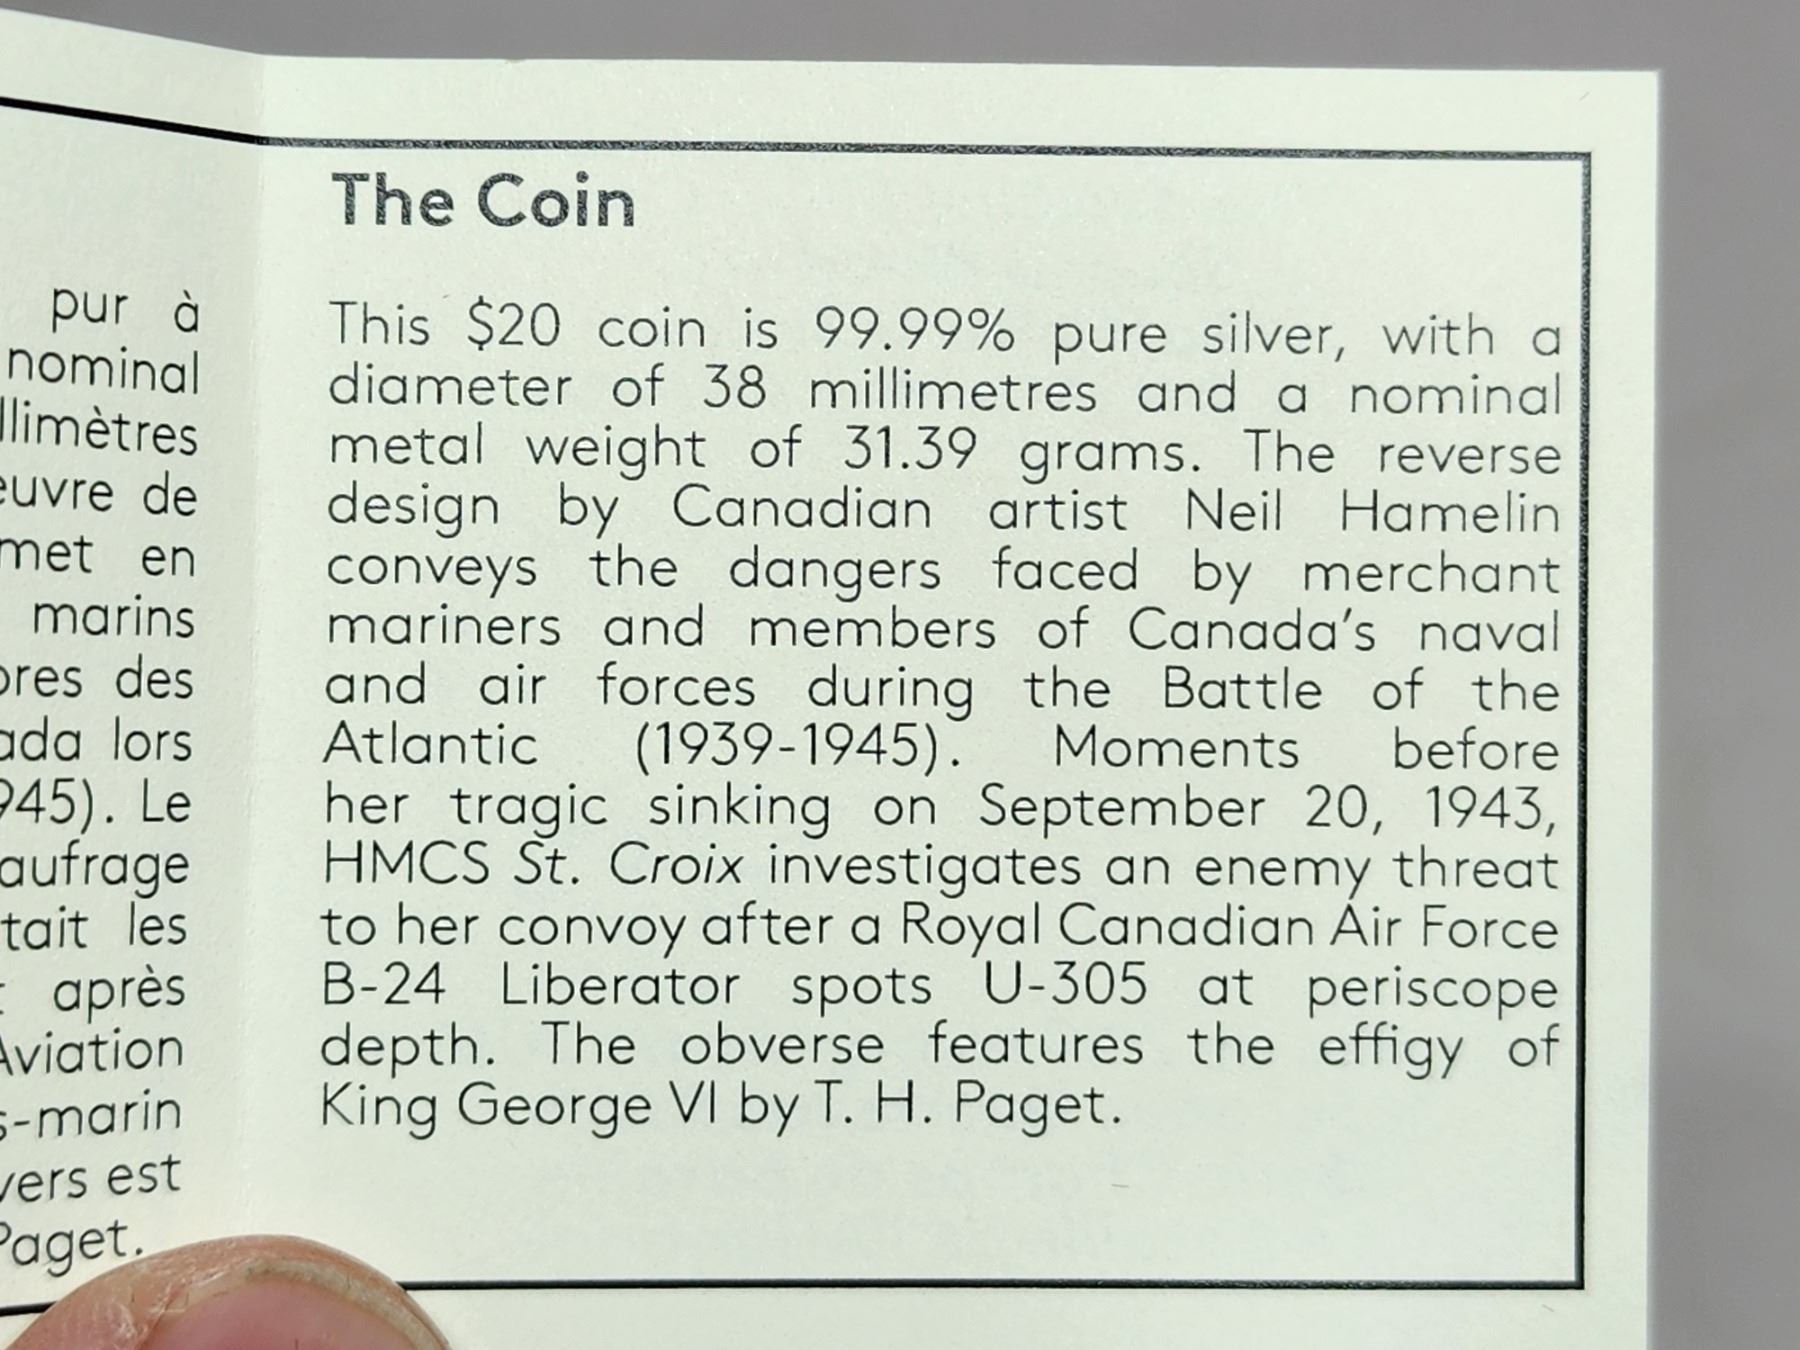 pur à
nominal
llimètres
euvre de
met en
marins
res des
ada lors
945). Le
aufrage
tait les
après
Aviation
s-marin
vers est
Paget.
The Coin
This $20 coin is 99.99% pure silver, with a
diameter of 38 millimetres and a nominal
metal weight of 31.39 grams. The reverse
design by Canadian artist Neil Hamelin
conveys the dangers faced by merchant
mariners and members of Canada's naval
and air forces during the Battle of the
Atlantic (1939-1945). Moments before
her tragic sinking on September 20, 1943,
HMCS St. Croix investigates an enemy threat
to her convoy after a Royal Canadian Air Force
B-24 Liberator spots U-305 at periscope
depth. The obverse features the effigy of
King George VI by T. H. Paget.